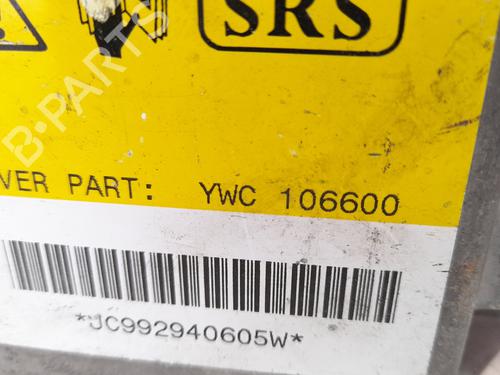 SRS
B-PARTS
VER PART: YWC 106600
*JC992940605W*